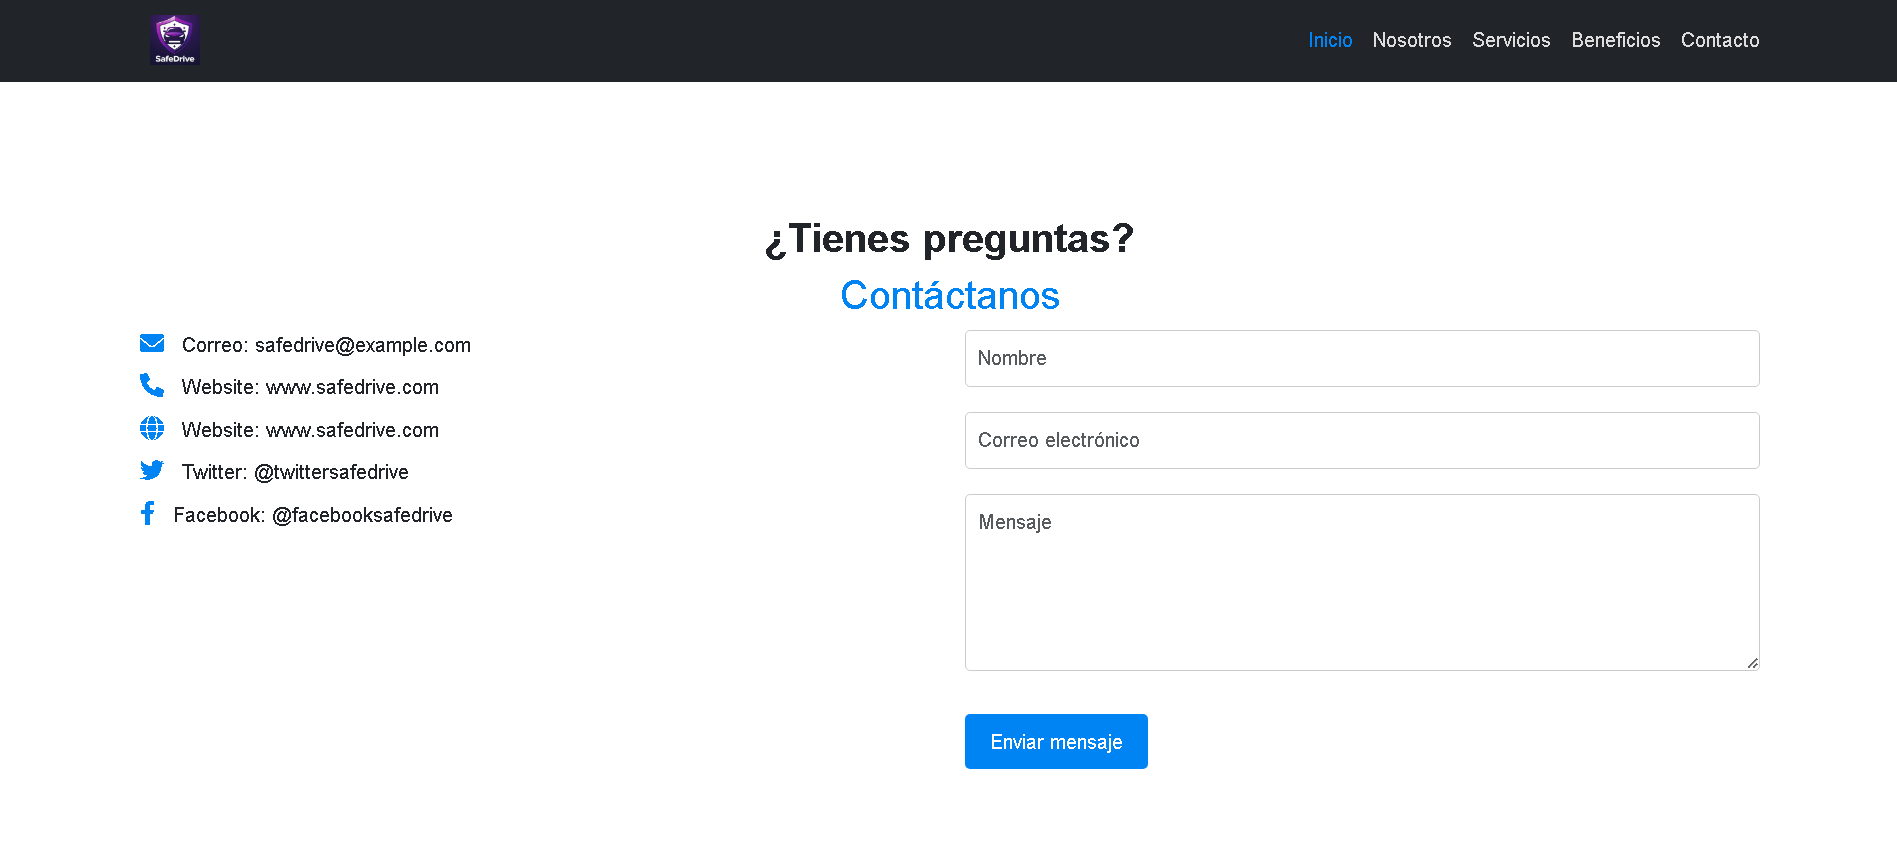 SafeDrive
Inicio Nosotros Servicios Beneficios Contacto
¿Tienes preguntas?
Contáctanos
Correo: safedrive@example.com
Website: www.safedrive.com
Website: www.safedrive.com
Twitter: @twittersafedrive
Facebook: @facebooksafedrive
Nombre
Correo electrónico
Mensaje
Enviar mensaje